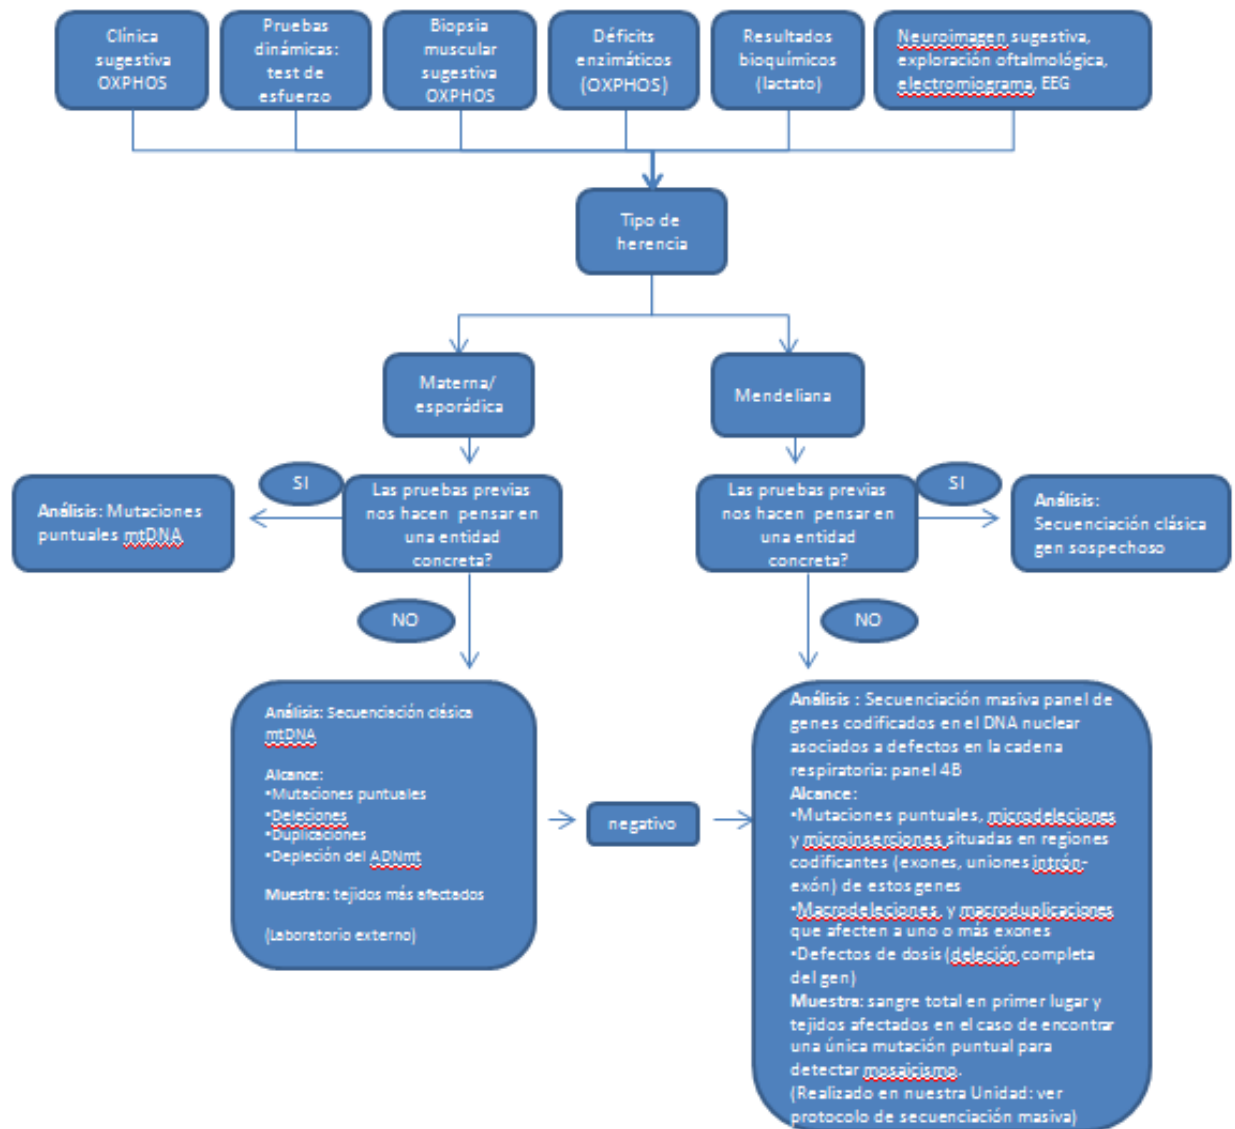 Clínica
sugestiva
OXPHOS
Pruebas
dinámicas:
test de
esfuerzo
Biopsia
muscular
sugestiva
OXPHOS
Déficits
enzimáticos
(OXPHOS)
Resultados
bioquímicos
(lactato)
Neuroimagen sugestiva,
exploración oftalmológica,
electromiograma, EEG
Tipo de
herencia
Materna/
esporádica
Mendeliana
SI
Las pruebas previas
nos hacen pensar en
una entidad
concreta?
Análisis: Mutaciones
puntuales mtDNA
Las pruebas previas
nos hacen pensar en
una entidad
concreta?
SI
Análisis:
Secuenciación clásica
gen sospechoso
NO
NO
Análisis: Secuenciación clásica
mtDNA
Alcance:
•Mutaciones puntuales
•Deleciones
•Duplicaciones
•Depleción del ADNmt
Muestra: tejidos más afectados
(Laboratorio externo)
negativo
Análisis : Secuenciación masiva panel de
genes codificados en el DNA nuclear
asociados a defectos en la cadena
respiratoria: panel 4B
Alcance:
•Mutaciones puntuales, microdeleciones
y microinserciones situadas en regiones
codificantes (exones, uniones intrón-
exón) de estos genes
•Macrodeleciones y macroduplicaciones
que afecten a uno o más exones
•Defectos de dosis (deleción completa
del gen)
Muestra: sangre total en primer lugar y
tejidos afectados en el caso de encontrar
una única mutación puntual para
detectar mosaicismo.
(Realizado en nuestra Unidad: ver
protocolo de secuenciación masiva)